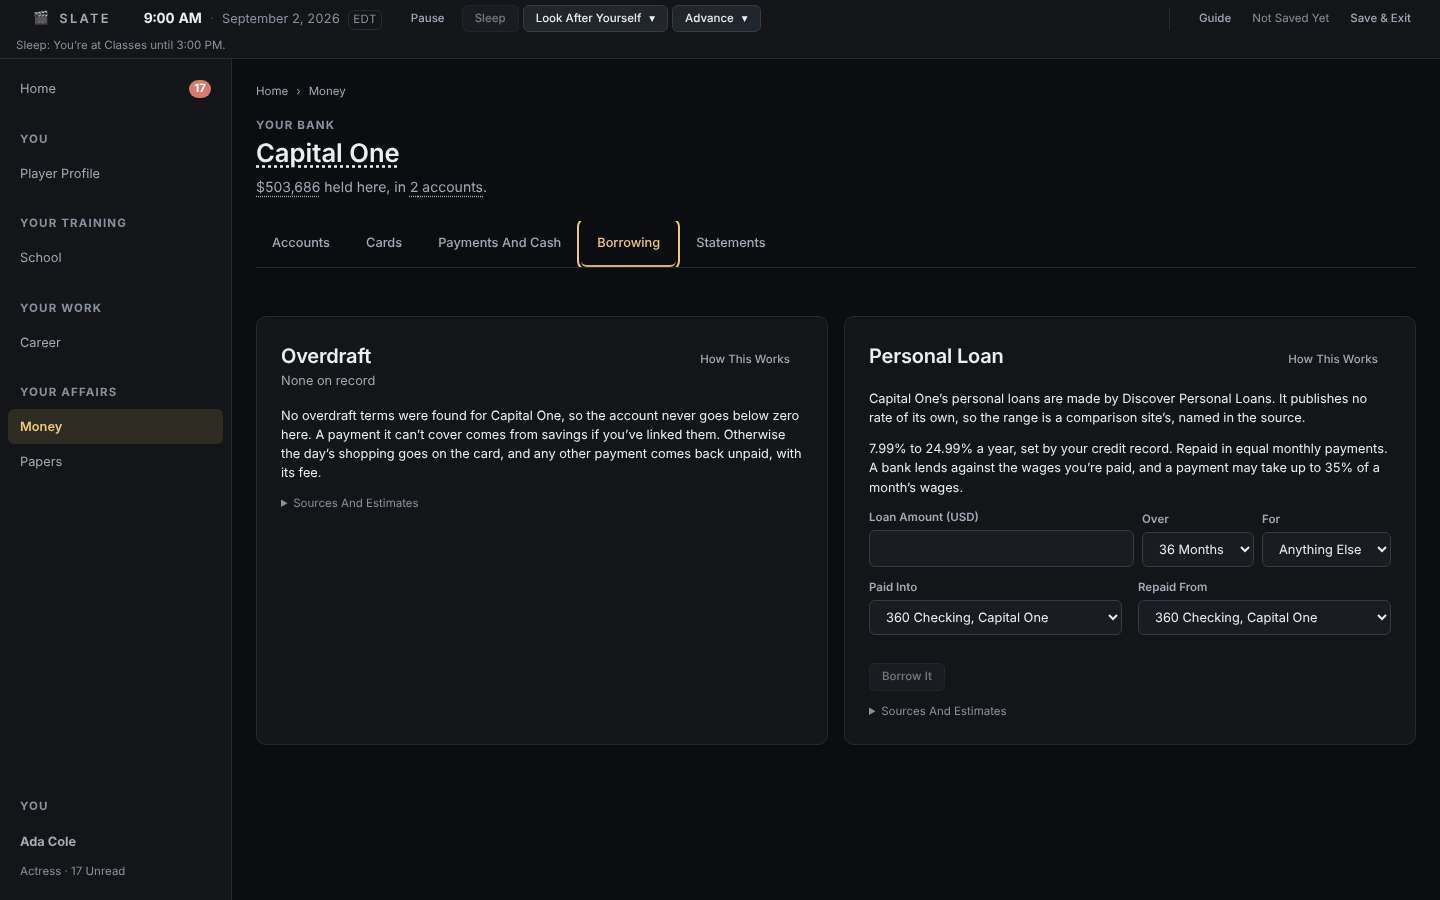 SLATE
9:00 AM · September 2, 2026 EDT
Pause
Sleep
Look After Yourself ▼
Advance ▼
Guide
Not Saved Yet
Save & Exit
Sleep: You're at Classes until 3:00 PM.
Home 17
YOU
Player Profile
YOUR TRAINING
School
YOUR WORK
Career
YOUR AFFAIRS
Money
Papers
YOU
Ada Cole
Actress · 17 Unread
Home › Money
YOUR BANK
Capital One
$503,686 held here, in 2 accounts.
Accounts
Cards
Payments And Cash
Borrowing
Statements
Overdraft
How This Works
None on record
No overdraft terms were found for Capital One, so the account never goes below zero
here. A payment it can't cover comes from savings if you've linked them. Otherwise
the day's shopping goes on the card, and any other payment comes back unpaid, with
its fee.
▶ Sources And Estimates
Personal Loan
How This Works
Capital One's personal loans are made by Discover Personal Loans. It publishes no
rate of its own, so the range is a comparison site's, named in the source.
7.99% to 24.99% a year, set by your credit record. Repaid in equal monthly payments.
A bank lends against the wages you're paid, and a payment may take up to 35% of a
month's wages.
Loan Amount (USD)
Over
For
36 Months
Anything Else
Paid Into
Repaid From
360 Checking, Capital One
360 Checking, Capital One
Borrow It
▶ Sources And Estimates